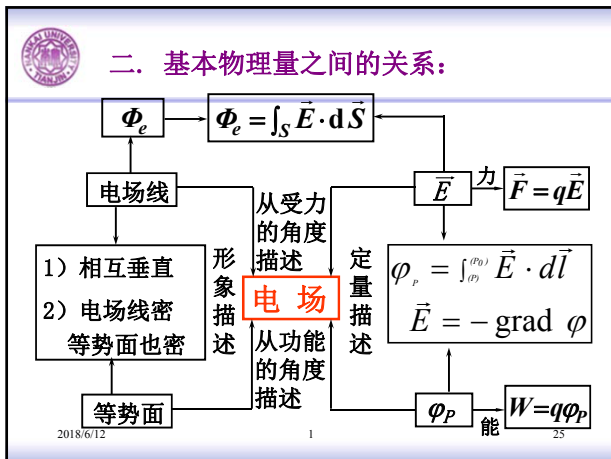 NANKAI UNIVERSITY
TIANJIN
二. 基本物理量之间的关系:
Φe
Φe = ∫S E⃗ · d S⃗
电场线
E⃗
力
F⃗ = qE⃗
从受力
的角度
描述
1）相互垂直
2）电场线密
等势面也密
形象描述
电 场
定量描述
φP = ∫(P)(P0) E⃗ · dl⃗
E⃗ = − grad φ
从功能
的角度
描述
等势面
φP
能
W=qφP
2018/6/12
1
25